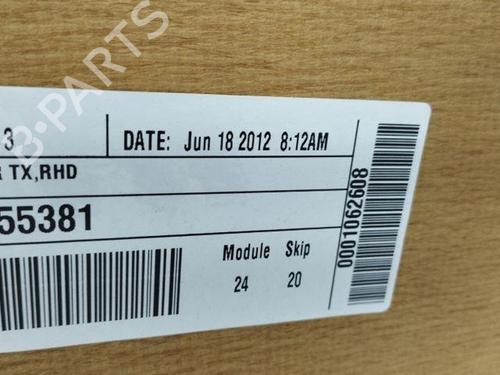 3
DATE: Jun 18 2012 8:12AM
TX,RHD
55381
Module Skip
24 20
0001062608
B-PARTS